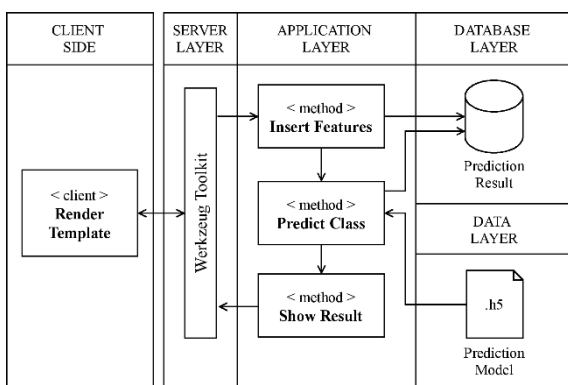 CLIENT
SIDE
SERVER
LAYER
APPLICATION
LAYER
DATABASE
LAYER
< client >
Render
Template
Werkzeug Toolkit
< method >
Insert Features
< method >
Predict Class
< method >
Show Result
Prediction
Result
DATA
LAYER
.h5
Prediction
Model